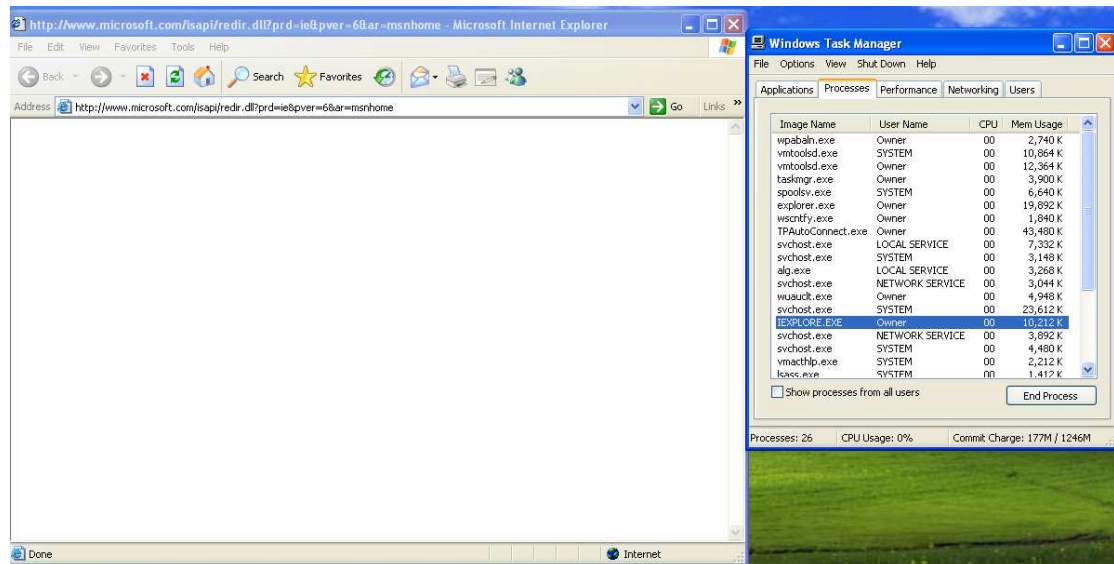 http://www.microsoft.com/isapi/redir.dll?prd=ie&pver=6&ar=msnhome - Microsoft Internet Explorer
File Edit View Favorites Tools Help
Back Search Favorites
Address http://www.microsoft.com/isapi/redir.dll?prd=ie&pver=6&ar=msnhome Go Links »
Done Internet
Windows Task Manager
File Options View Shut Down Help
Applications Processes Performance Networking Users
Image Name User Name CPU Mem Usage
wpabaln.exe Owner 00 2,740 K
vmtoolsd.exe SYSTEM 00 10,864 K
vmtoolsd.exe Owner 00 12,364 K
taskmgr.exe Owner 00 3,900 K
spoolsv.exe SYSTEM 00 6,640 K
explorer.exe Owner 00 19,892 K
wscntfy.exe Owner 00 1,840 K
TPAutoConnect.exe Owner 00 43,480 K
svchost.exe LOCAL SERVICE 00 7,332 K
svchost.exe SYSTEM 00 3,148 K
alg.exe LOCAL SERVICE 00 3,268 K
svchost.exe NETWORK SERVICE 00 3,044 K
wuauclt.exe Owner 00 4,948 K
svchost.exe SYSTEM 00 23,612 K
IEXPLORE.EXE Owner 00 10,212 K
svchost.exe NETWORK SERVICE 00 3,892 K
svchost.exe SYSTEM 00 4,480 K
vmacthlp.exe SYSTEM 00 2,212 K
lsass.exe SYSTEM 00 1,412 K
Show processes from all users
End Process
Processes: 26 CPU Usage: 0% Commit Charge: 177M / 1246M